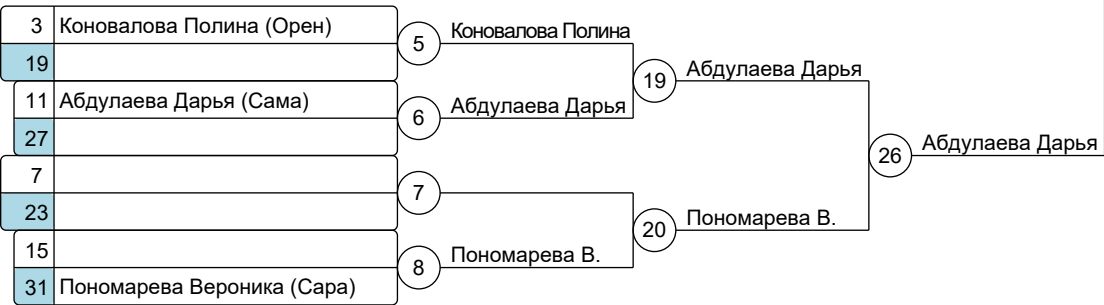 3 Коновалова Полина (Орен)
19
11 Абдулаева Дарья (Сама)
27
7
23
15
31 Пономарева Вероника (Сара)
5 Коновалова Полина
6 Абдулаева Дарья
7
8 Пономарева В.
19 Абдулаева Дарья
20 Пономарева В.
26 Абдулаева Дарья